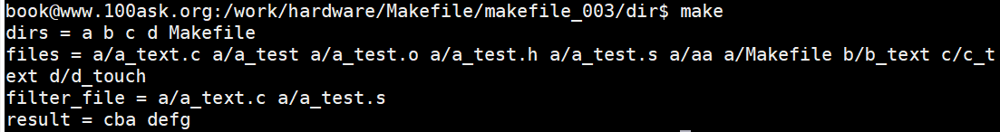 book@www.100ask.org:/work/hardware/Makefile/makefile_003/dir$ make
dirs = a b c d Makefile
files = a/a_text.c a/a_test a/a_test.o a/a_test.h a/a_test.s a/aa a/Makefile b/b_text c/c_t
ext d/d_touch
filter_file = a/a_text.c a/a_test.s
result = cba defg